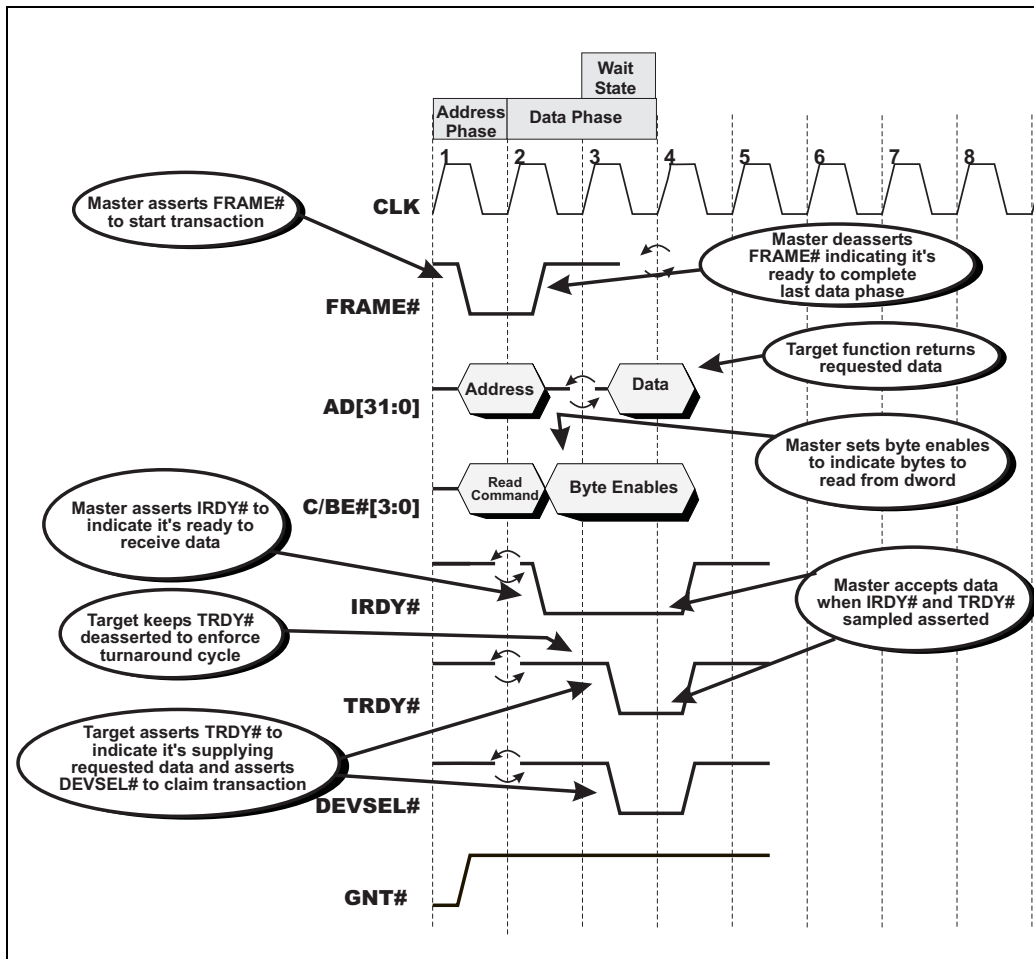 Wait
State
Address
Phase
Data Phase
1 2 3 4 5 6 7 8
CLK
Master asserts FRAME#
to start transaction
Master deasserts
FRAME# indicating it's
ready to complete
last data phase
FRAME#
Target function returns
requested data
Address
Data
AD[31:0]
Master sets byte enables
to indicate bytes to
read from dword
Read
Command
Byte Enables
C/BE#[3:0]
Master asserts IRDY# to
indicate it's ready to
receive data
IRDY#
Master accepts data
when IRDY# and TRDY#
sampled asserted
Target keeps TRDY#
deasserted to enforce
turnaround cycle
TRDY#
Target asserts TRDY# to
indicate it's supplying
requested data and asserts
DEVSEL# to claim transaction
DEVSEL#
GNT#